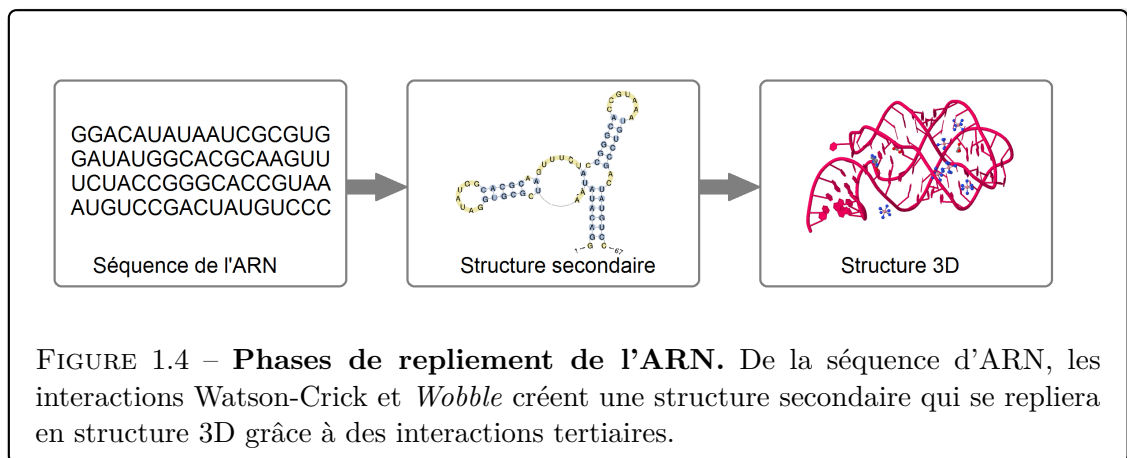 GGACAUAUAAUCGCGUG
GAUAUGGCACGCAAGUU
UCUACCGGGCACCGUAA
AUGUCCGACUAUGUCCC
Séquence de l'ARN
1
67
Structure secondaire
Structure 3D
FIGURE 1.4 – Phases de repliement de l'ARN. De la séquence d'ARN, les
interactions Watson-Crick et Wobble créent une structure secondaire qui se repliera
en structure 3D grâce à des interactions tertiaires.